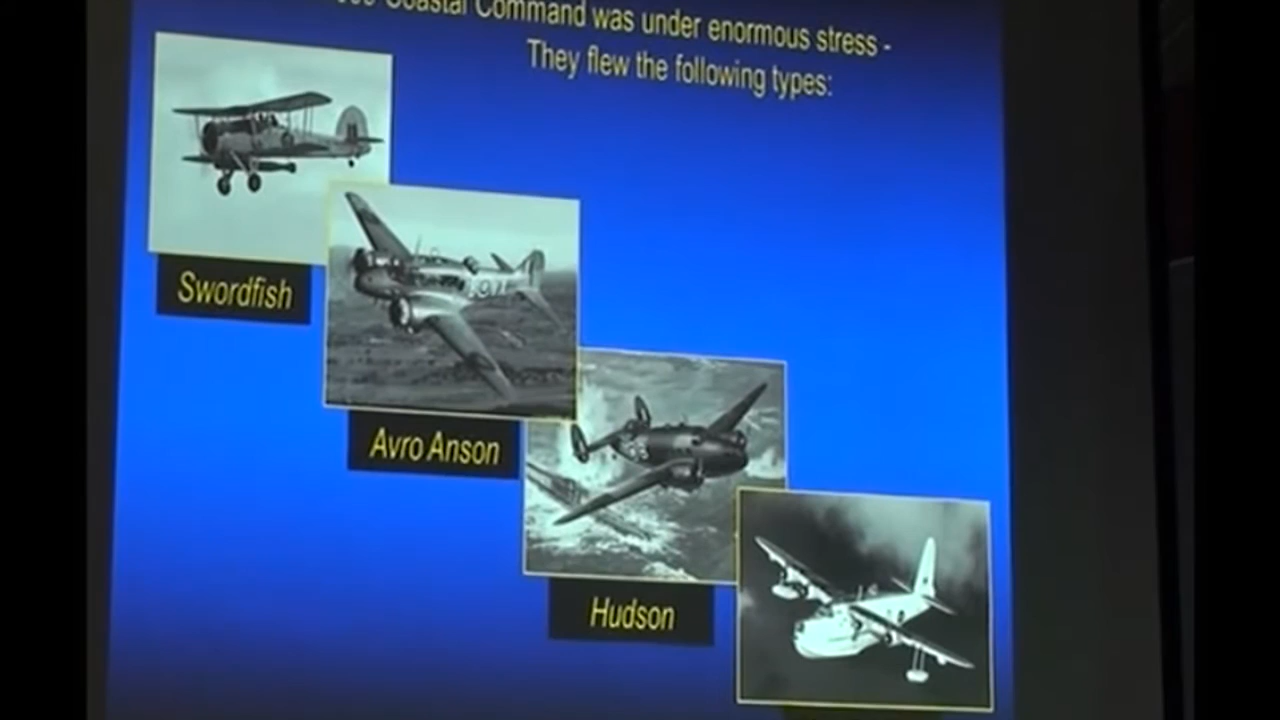 Coastal Command was under enormous stress -
They flew the following types:
Swordfish
Avro Anson
Hudson